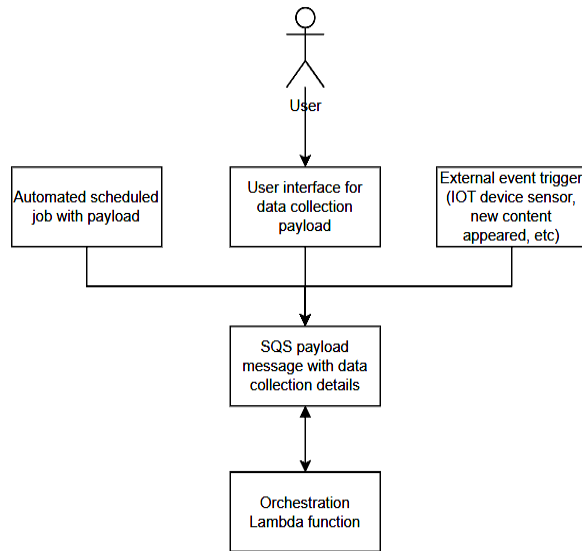 User
Automated scheduled
job with payload
User interface for
data collection
payload
External event trigger
(IOT device sensor,
new content
appeared, etc)
SQS payload
message with data
collection details
Orchestration
Lambda function